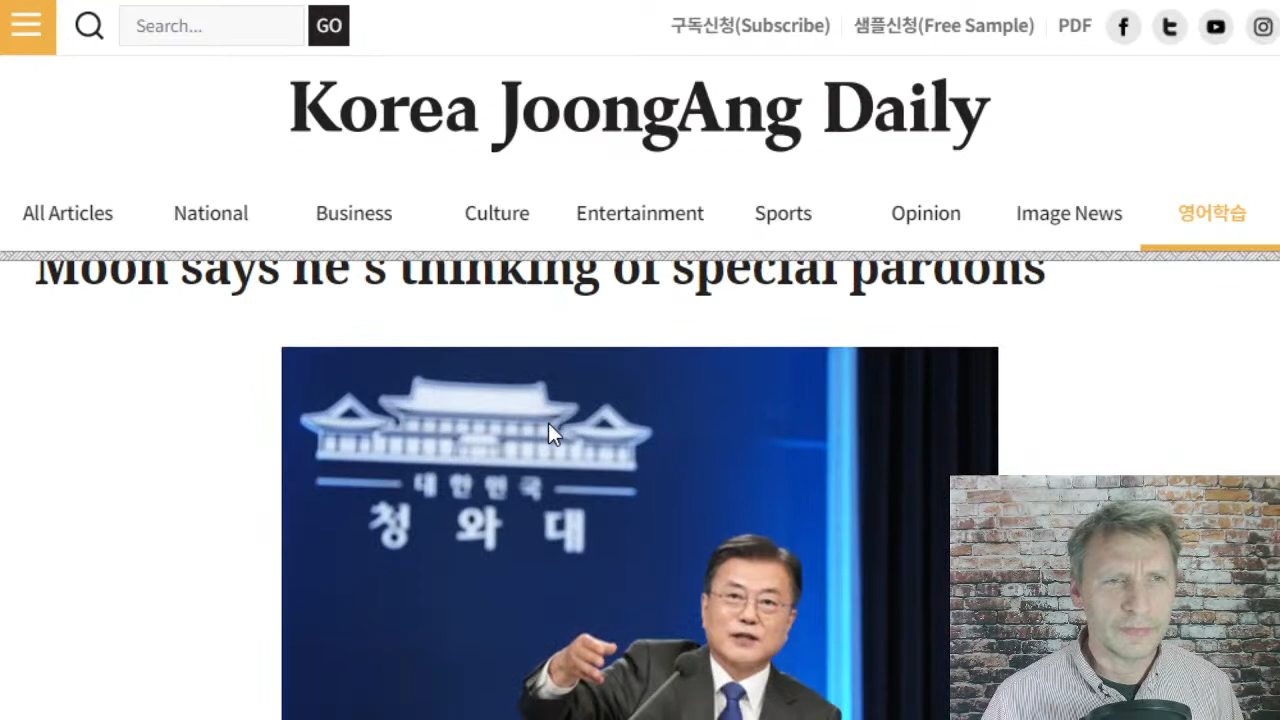 Search...
GO
구독신청(Subscribe)
샘플신청(Free Sample)
PDF
Korea JoongAng Daily
All Articles
National
Business
Culture
Entertainment
Sports
Opinion
Image News
영어학습
Moon says he's thinking of special pardons
대한민국
청와대